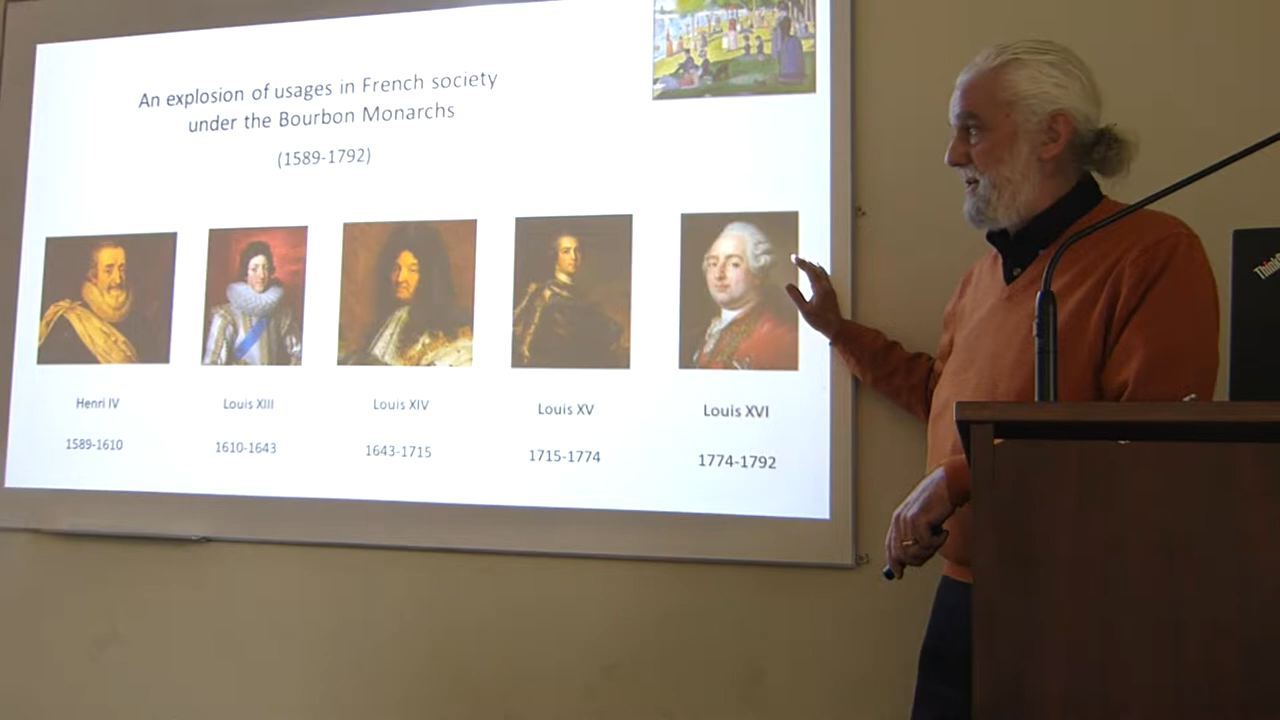 An explosion of usages in French society
under the Bourbon Monarchs
(1589-1792)
Henri IV
Louis XIII
Louis XIV
Louis XV
Louis XVI
1589-1610
1610-1643
1643-1715
1715-1774
1774-1792